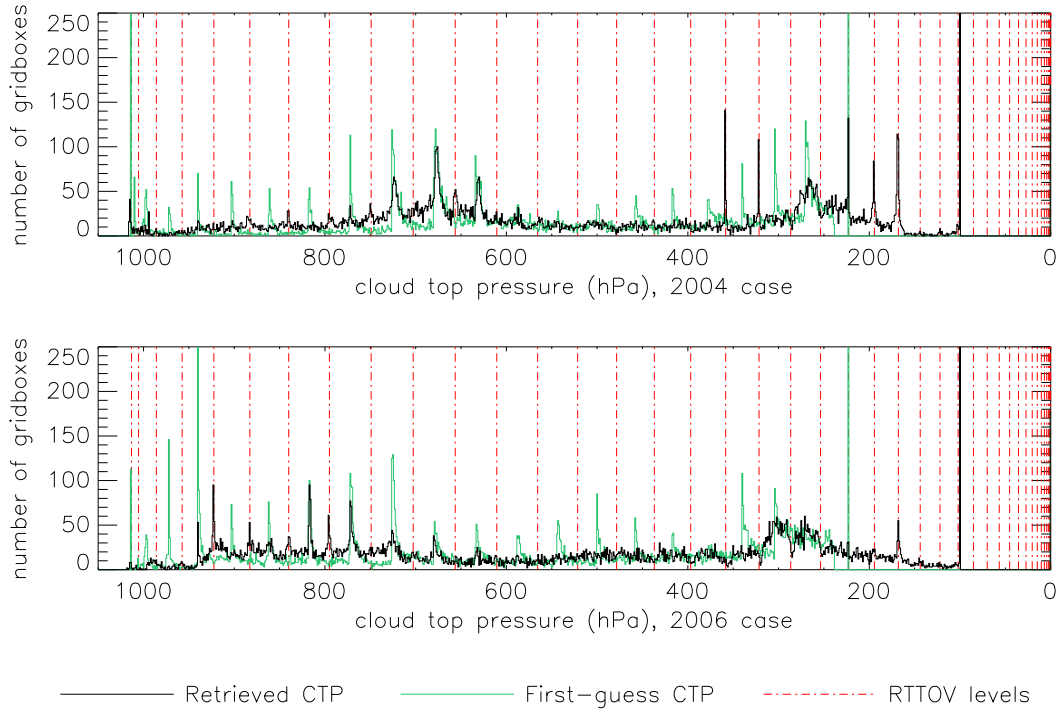 number of gridboxes
250
200
150
100
50
0
1000 800 600 400 200 0
cloud top pressure (hPa), 2004 case
number of gridboxes
250
200
150
100
50
0
1000 800 600 400 200 0
cloud top pressure (hPa), 2006 case
Retrieved CTP First-guess CTP RTTOV levels